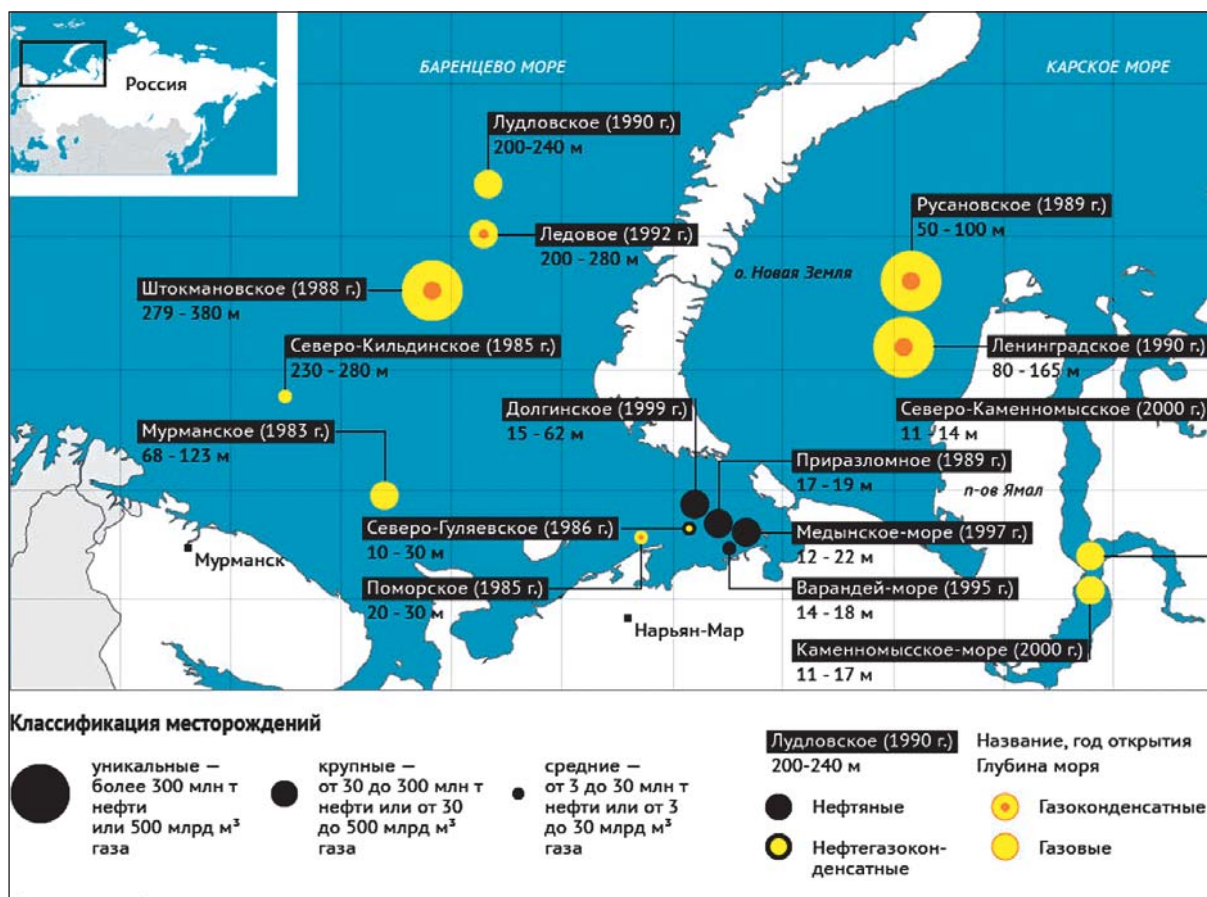 Россия
БАРЕНЦЕВО МОРЕ
КАРСКОЕ МОРЕ
Лудловское (1990 г.)
200-240 м
Русановское (1989 г.)
50 - 100 м
Ледовое (1992 г.)
200 - 280 м
о. Новая Земля
Штокмановское (1988 г.)
279 - 380 м
Северо-Кильдинское (1985 г.)
230 - 280 м
Ленинградское (1990 г.)
80 - 165 м
Долгинское (1999 г.)
15 - 62 м
Северо-Каменномысское (2000 г.)
11 - 14 м
Мурманское (1983 г.)
68 - 123 м
Приразломное (1989 г.)
17 - 19 м
п-ов Ямал
Северо-Гуляевское (1986 г.)
10 - 30 м
Медынское-море (1997 г.)
12 - 22 м
Мурманск
Поморское (1985 г.)
20 - 30 м
Варандей-море (1995 г.)
14 - 18 м
Нарьян-Мар
Каменномысское-море (2000 г.)
11 - 17 м
Классификация месторождений
уникальные —
более 300 млн т
нефти
или 500 млрд м³
газа
крупные —
от 30 до 300 млн т
нефти или от 30
до 500 млрд м³
газа
средние —
от 3 до 30 млн т
нефти или от 3
до 30 млрд м³
газа
Лудловское (1990 г.)
200-240 м
Название, год открытия
Глубина моря
Нефтяные
Газоконденсатные
Нефтегазокон-
денсатные
Газовые